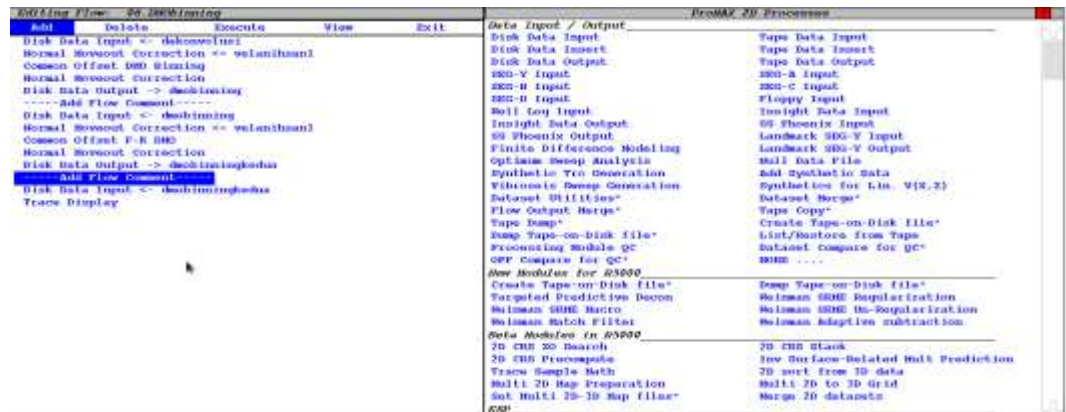 Editing Flow: 06.DMObinning
Add Delete Execute View Exit
Disk Data Input <- dekonvolusi
Normal Moveout Correction <- velanihsan1
Common Offset DMO Binning
Normal Moveout Correction
Disk Data Output -> dmobinning
-----Add Flow Comment-----
Disk Data Input <- dmobinning
Normal Moveout Correction <- velanihsan1
Common Offset F-K DMO
Normal Moveout Correction
Disk Data Output -> dmobinningkedua
-----Add Flow Comment-----
Disk Data Input <- dmobinningkedua
Trace Display
ProMAX 2D Processes
Data Input / Output
Disk Data Input Tape Data Input
Disk Data Insert Tape Data Insert
Disk Data Output Tape Data Output
SEG-Y Input SEG-A Input
SEG-B Input SEG-C Input
SEG-D Input Floppy Input
Well Log Input Insight Data Input
Insight Data Output GS Phoenix Input
GS Phoenix Output Landmark SEG-Y Input
Finite Difference Modeling Landmark SEG-Y Output
Optimum Sweep Analysis Null Data File
Synthetic Trc Generation Add Synthetic Data
Vibroseis Sweep Generation Synthetics for Lin. V(X,Z)
Dataset Utilities* Dataset Merge*
Flow Output Merge* Tape Copy*
Tape Dump* Create Tape-on-Disk file*
Dump Tape-on-Disk file* List/Restore from Tape
Processing Module QC Dataset Compare for QC*
OPF Compare for QC* MORE ....
New Modules for R5000
Create Tape-on-Disk file* Dump Tape-on-Disk file*
Targeted Predictive Decon Welsman SRME Regularization
Welsman SRME Macro Welsman SRME Un-Regularization
Welsman Match Filter Welsman Adaptive subtraction
Beta Modules in R5000
2D CRS ZO Search 2D CRS Stack
2D CRS Precompute Inv Surface-Related Mult Prediction
Trace Sample Math 2D sort from 3D data
Multi 2D Map Preparation Multi 2D to 3D Grid
Set Multi 2D-3D Map files* Merge 2D datasets